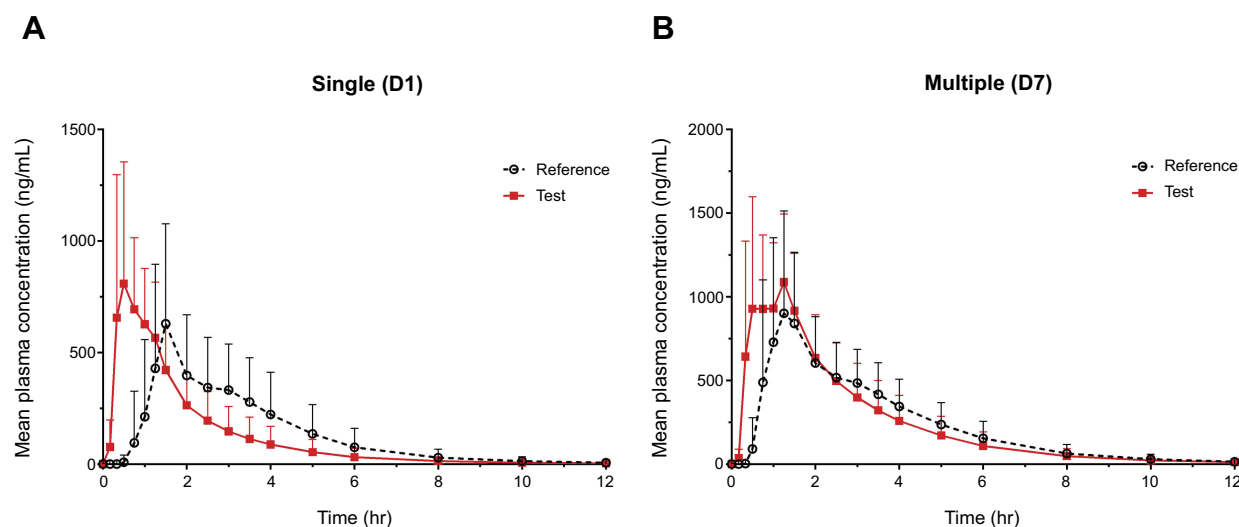 A
B
Single (D1)
Multiple (D7)
Mean plasma concentration (ng/mL)
1500
1000
500
0
0
2
4
6
8
10
12
Time (hr)
Reference
Test
Mean plasma concentration (ng/mL)
2000
1500
1000
500
0
0
2
4
6
8
10
12
Time (hr)
Reference
Test